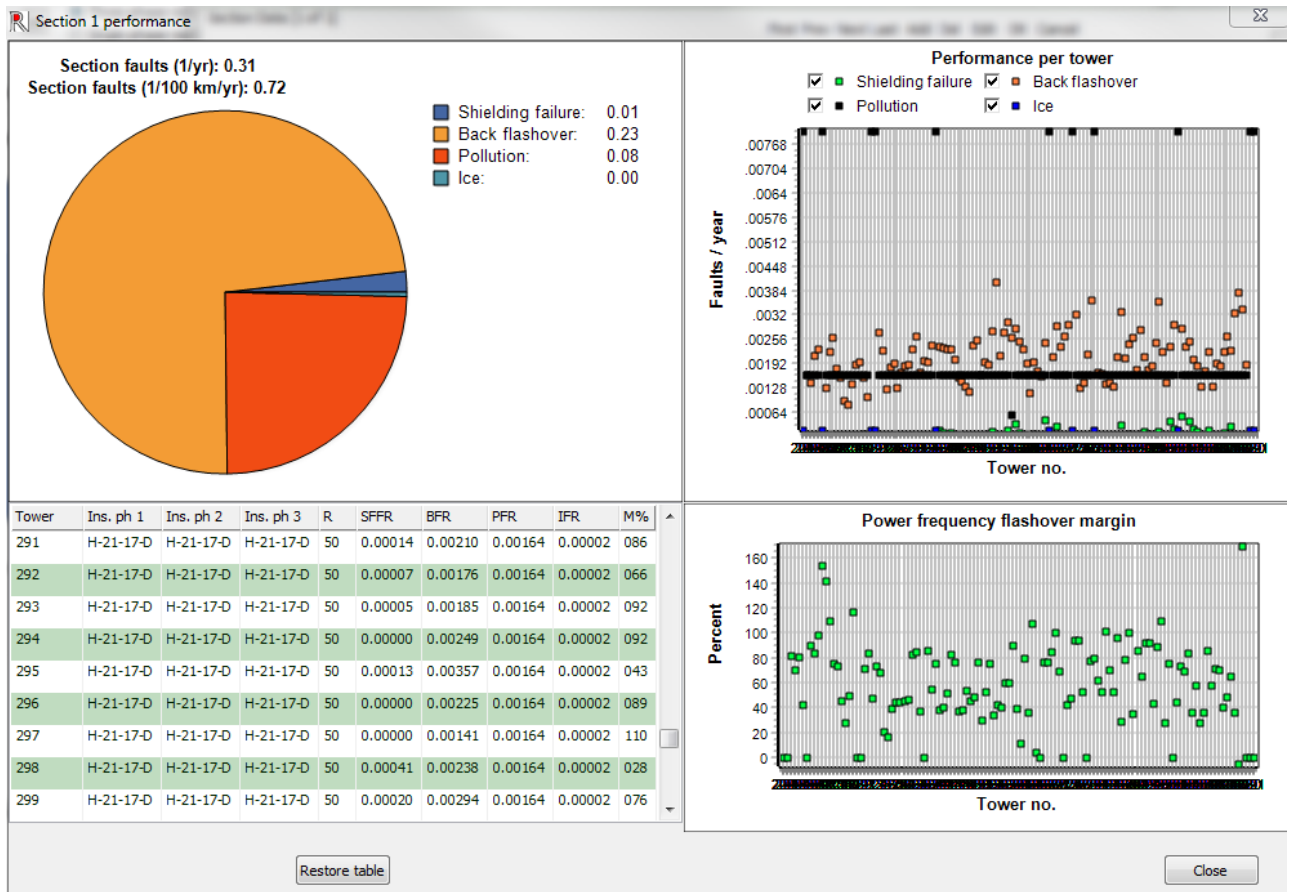 Section 1 performance
Section faults (1/yr): 0.31
Section faults (1/100 km/yr): 0.72
Shielding failure: 0.01
Back flashover: 0.23
Pollution: 0.08
Ice: 0.00
Performance per tower
Shielding failure Back flashover
Pollution Ice
Faults / year
.00768
.00704
.0064
.00576
.00512
.00448
.00384
.0032
.00256
.00192
.00128
.00064
Tower no.
Tower Ins. ph 1 Ins. ph 2 Ins. ph 3 R SFFR BFR PFR IFR M%
291 H-21-17-D H-21-17-D H-21-17-D 50 0.00014 0.00210 0.00164 0.00002 086
292 H-21-17-D H-21-17-D H-21-17-D 50 0.00007 0.00176 0.00164 0.00002 066
293 H-21-17-D H-21-17-D H-21-17-D 50 0.00005 0.00185 0.00164 0.00002 092
294 H-21-17-D H-21-17-D H-21-17-D 50 0.00000 0.00249 0.00164 0.00002 092
295 H-21-17-D H-21-17-D H-21-17-D 50 0.00013 0.00357 0.00164 0.00002 043
296 H-21-17-D H-21-17-D H-21-17-D 50 0.00000 0.00225 0.00164 0.00002 089
297 H-21-17-D H-21-17-D H-21-17-D 50 0.00000 0.00141 0.00164 0.00002 110
298 H-21-17-D H-21-17-D H-21-17-D 50 0.00041 0.00238 0.00164 0.00002 028
299 H-21-17-D H-21-17-D H-21-17-D 50 0.00020 0.00294 0.00164 0.00002 076
Power frequency flashover margin
Percent
160
140
120
100
80
60
40
20
0
Tower no.
Restore table
Close